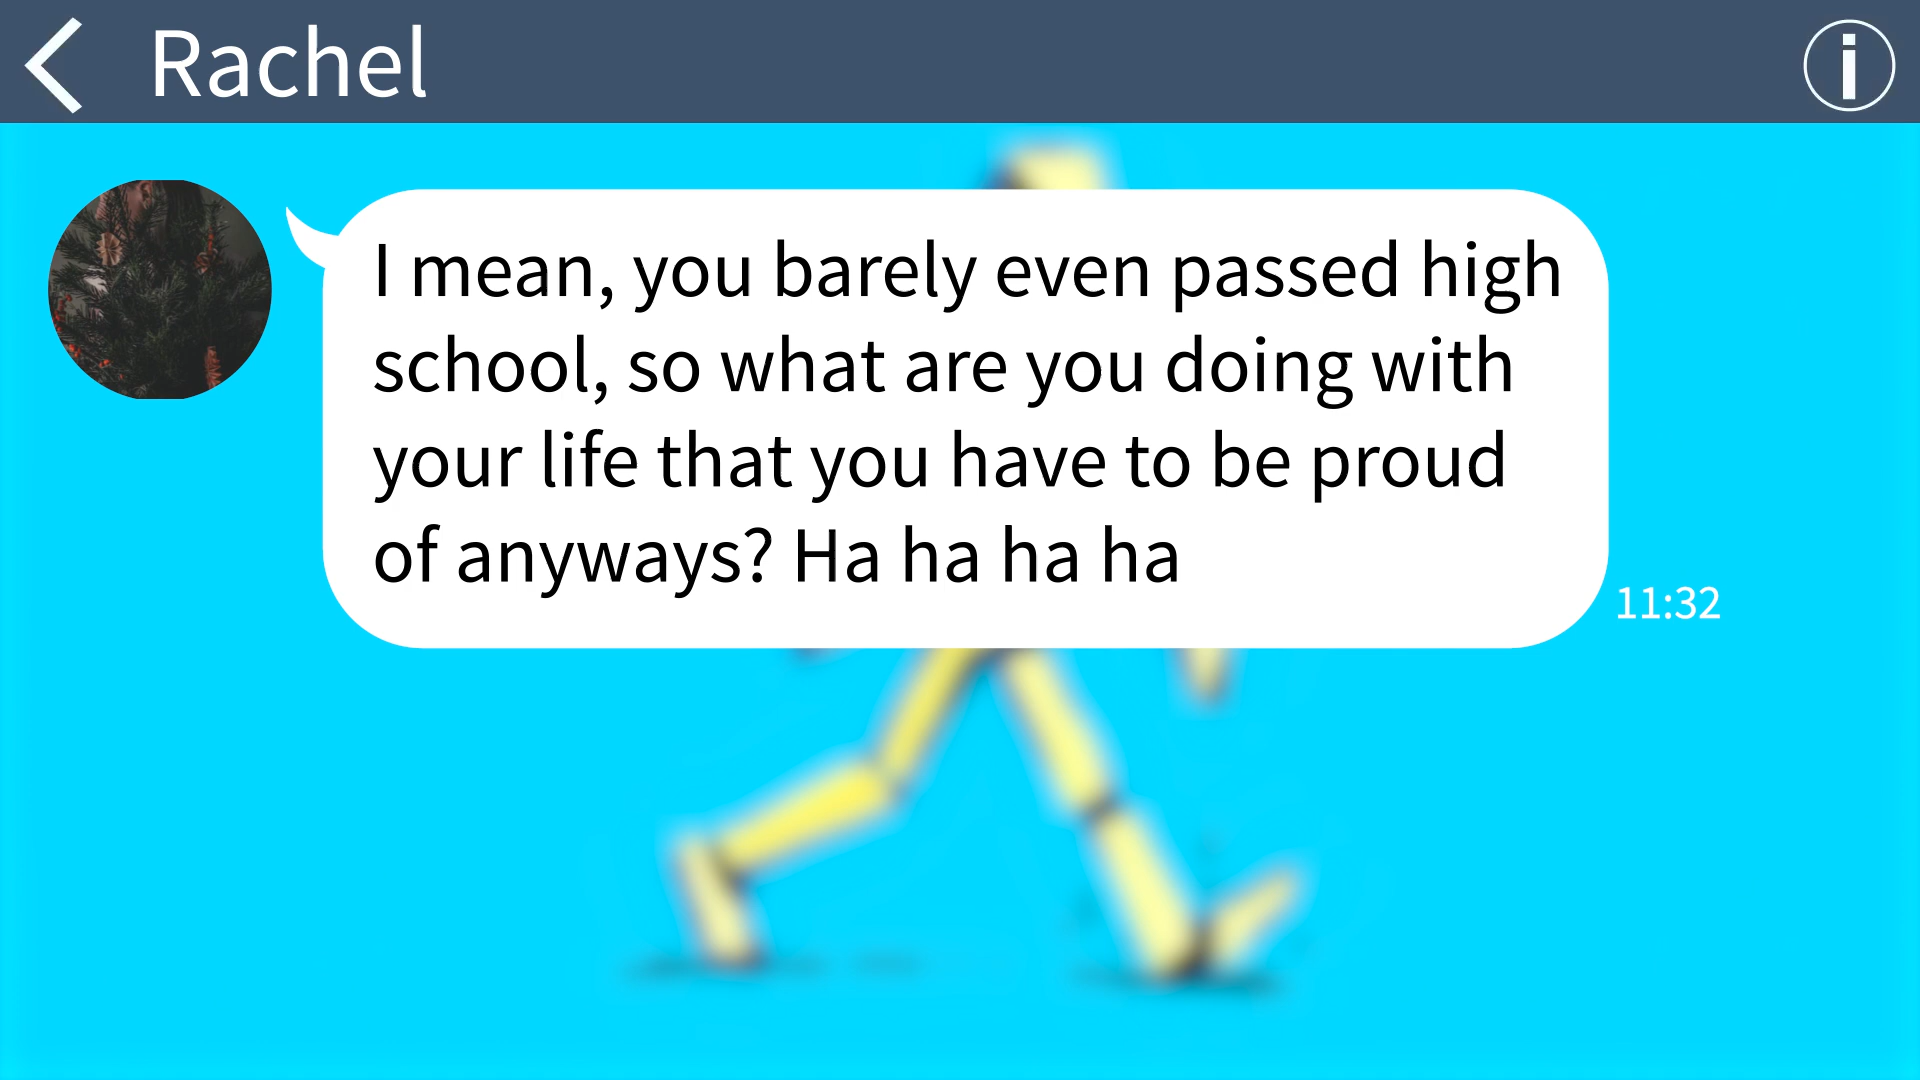 Rachel
I mean, you barely even passed high
school, so what are you doing with
your life that you have to be proud
of anyways? Ha ha ha ha
11:32